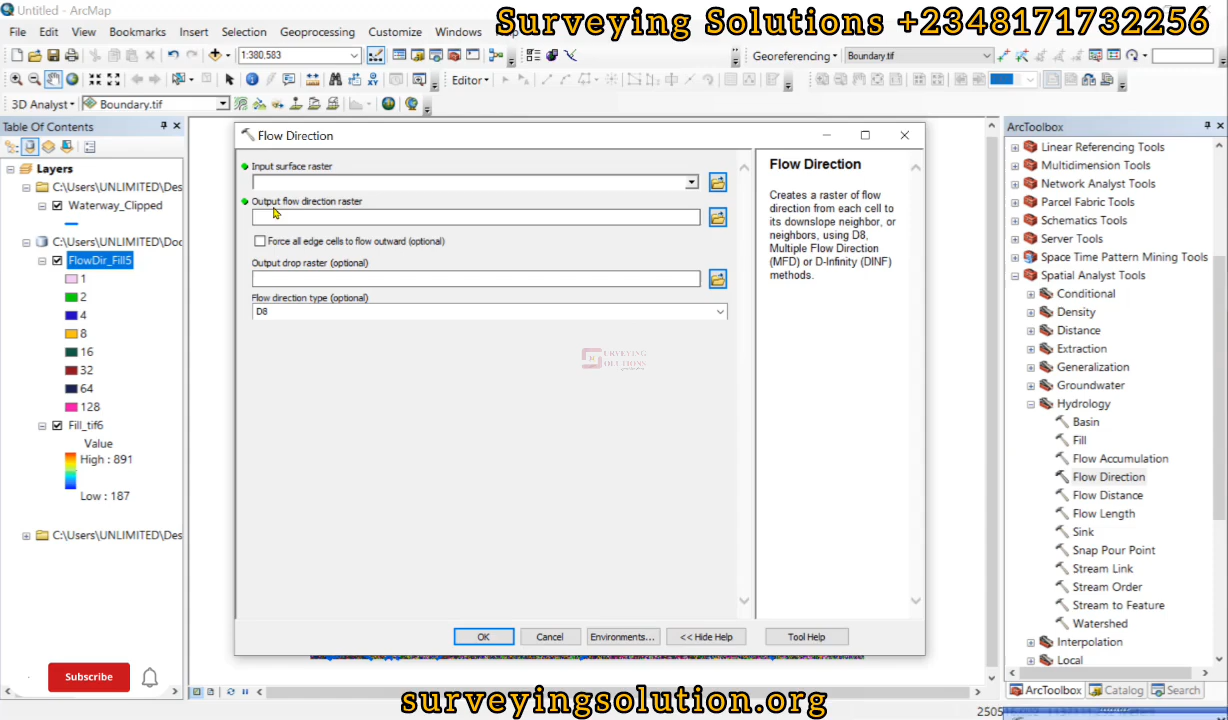 Untitled - ArcMap
Surveying Solutions +2348171732256
File Edit View Bookmarks Insert Selection Geoprocessing Customize Windows
1:380,583
Georeferencing
Boundary.tif
Editor
3D Analyst
Boundary.tif
Table Of Contents
Layers
C:\Users\UNLIMITED\Des
Waterway_Clipped
C:\Users\UNLIMITED\Doc
FlowDir_Fill5
1
2
4
8
16
32
64
128
Fill_tif6
Value
High : 891
Low : 187
C:\Users\UNLIMITED\Des
Subscribe
Flow Direction
Input surface raster
Output flow direction raster
Force all edge cells to flow outward (optional)
Output drop raster (optional)
Flow direction type (optional)
D8
SURVEYING
SOLUTIONS
OK
Cancel
Environments...
<< Hide Help
Tool Help
Flow Direction
Creates a raster of flow
direction from each cell to
its downslope neighbor, or
neighbors, using D8,
Multiple Flow Direction
(MFD) or D-Infinity (DINF)
methods.
ArcToolbox
Linear Referencing Tools
Multidimension Tools
Network Analyst Tools
Parcel Fabric Tools
Schematics Tools
Server Tools
Space Time Pattern Mining Tools
Spatial Analyst Tools
Conditional
Density
Distance
Extraction
Generalization
Groundwater
Hydrology
Basin
Fill
Flow Accumulation
Flow Direction
Flow Distance
Flow Length
Sink
Snap Pour Point
Stream Link
Stream Order
Stream to Feature
Watershed
Interpolation
Local
ArcToolbox
Catalog
Search
surveyingsolution.org